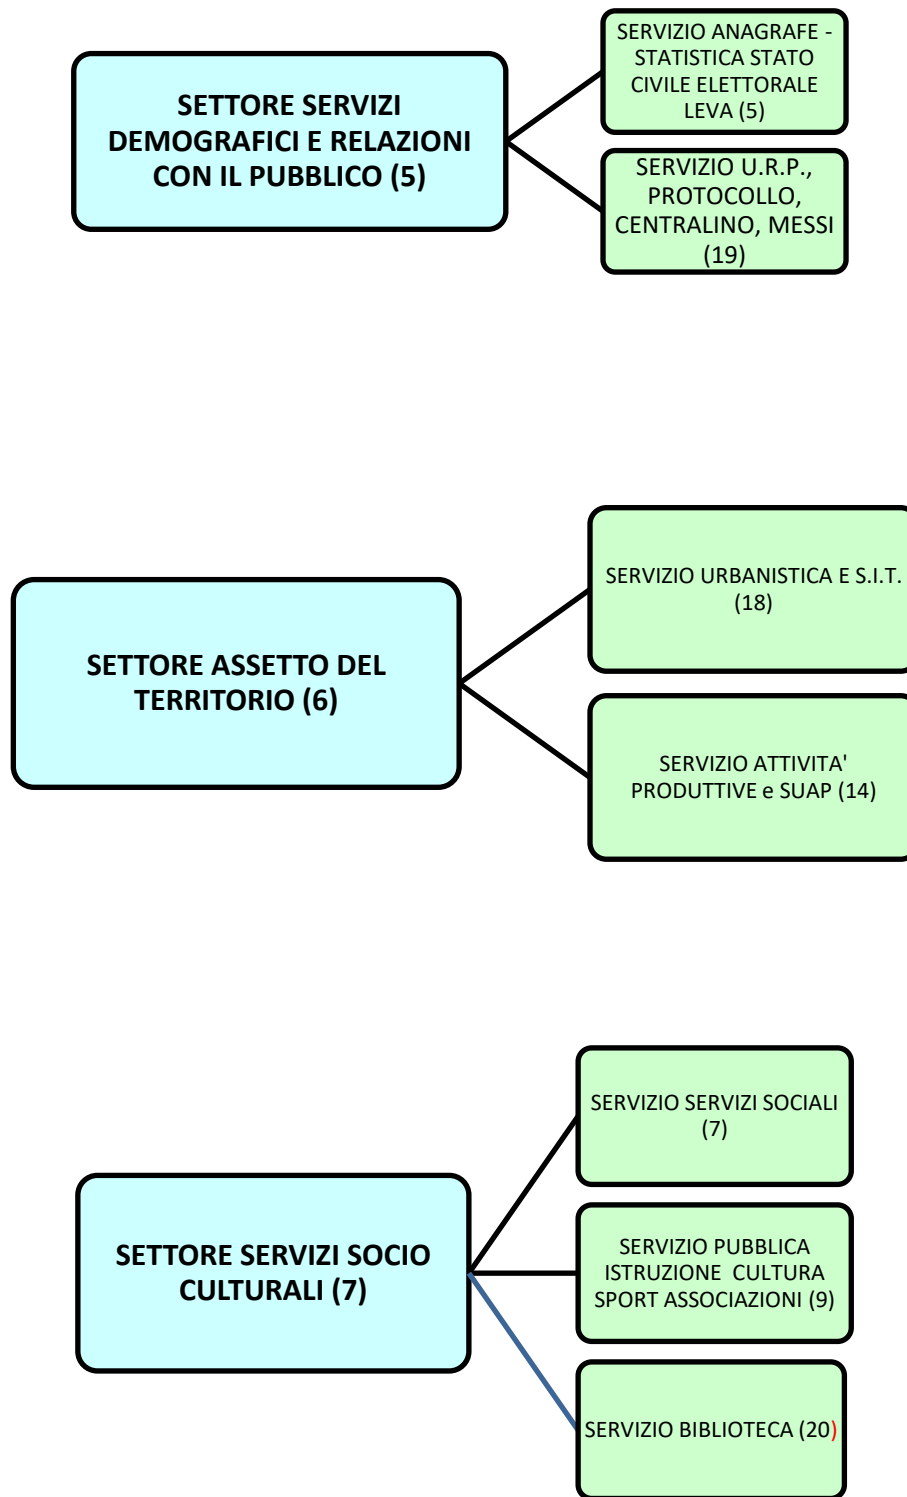 SETTORE SERVIZI
DEMOGRAFICI E RELAZIONI
CON IL PUBBLICO (5)
SERVIZIO ANAGRAFE -
STATISTICA STATO
CIVILE ELETTORALE
LEVA (5)
SERVIZIO U.R.P.,
PROTOCOLLO,
CENTRALINO, MESSI
(19)
SETTORE ASSETTO DEL
TERRITORIO (6)
SERVIZIO URBANISTICA E S.I.T.
(18)
SERVIZIO ATTIVITA'
PRODUTTIVE e SUAP (14)
SETTORE SERVIZI SOCIO
CULTURALI (7)
SERVIZIO SERVIZI SOCIALI
(7)
SERVIZIO PUBBLICA
ISTRUZIONE  CULTURA
SPORT ASSOCIAZIONI (9)
SERVIZIO BIBLIOTECA (20)